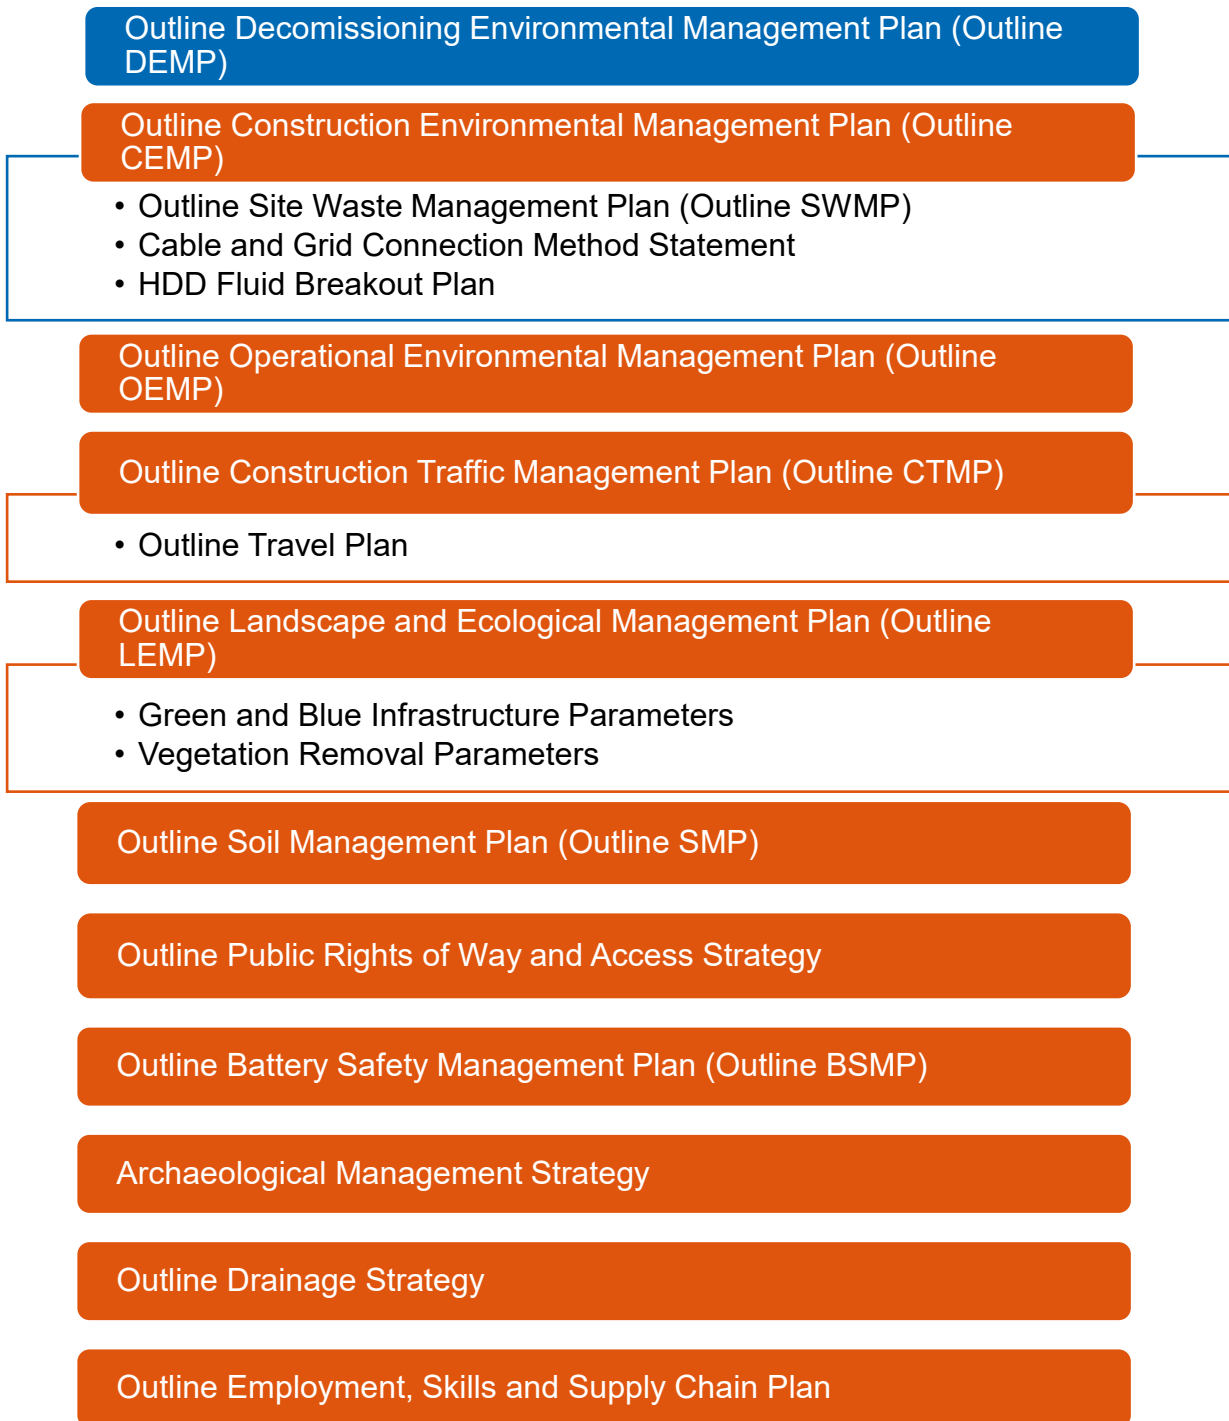 Outline Decomissioning Environmental Management Plan (Outline
DEMP)
Outline Construction Environmental Management Plan (Outline
CEMP)
• Outline Site Waste Management Plan (Outline SWMP)
• Cable and Grid Connection Method Statement
• HDD Fluid Breakout Plan
Outline Operational Environmental Management Plan (Outline
OEMP)
Outline Construction Traffic Management Plan (Outline CTMP)
• Outline Travel Plan
Outline Landscape and Ecological Management Plan (Outline
LEMP)
• Green and Blue Infrastructure Parameters
• Vegetation Removal Parameters
Outline Soil Management Plan (Outline SMP)
Outline Public Rights of Way and Access Strategy
Outline Battery Safety Management Plan (Outline BSMP)
Archaeological Management Strategy
Outline Drainage Strategy
Outline Employment, Skills and Supply Chain Plan